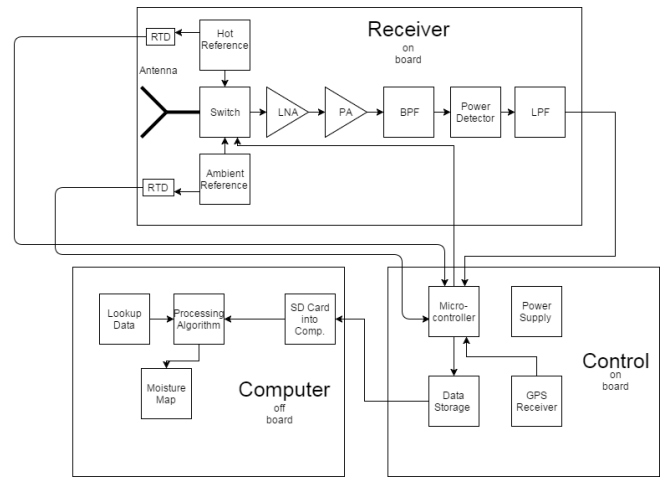 RTD
Hot
Reference
Receiver
on
board
Antenna
Switch
LNA
PA
BPF
Power
Detector
LPF
RTD
Ambient
Reference
Lookup
Data
Processing
Algorithm
SD Card
into
Comp.
Moisture
Map
Computer
off
board
Micro-
controller
Power
Supply
Control
on
board
Data
Storage
GPS
Receiver